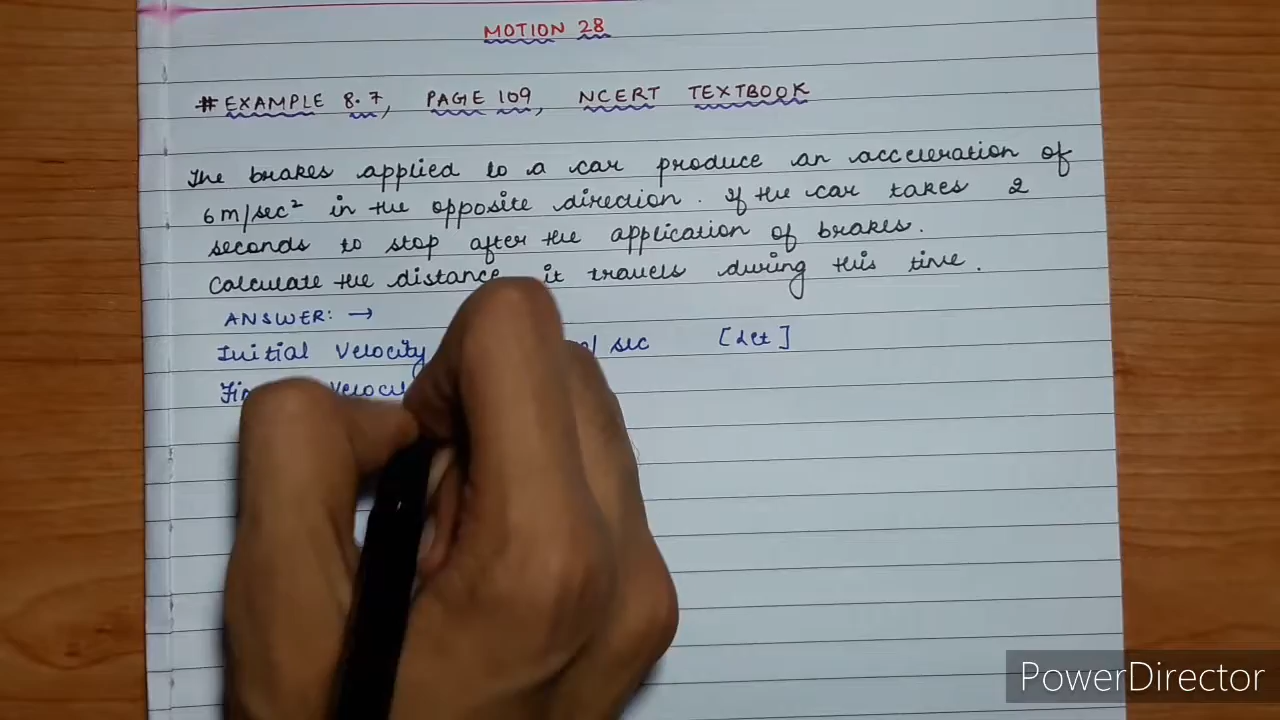 MOTION 28
# EXAMPLE 8.7, PAGE 109, NCERT TEXTBOOK
The brakes applied to a car produce an acceleration of
6 m/sec² in the opposite direction. If the car takes 2
seconds to stop after the application of brakes.
Calculate the distance it travels during this time.
ANSWER: →
Initial Velocity m/sec [Let]
PowerDirector